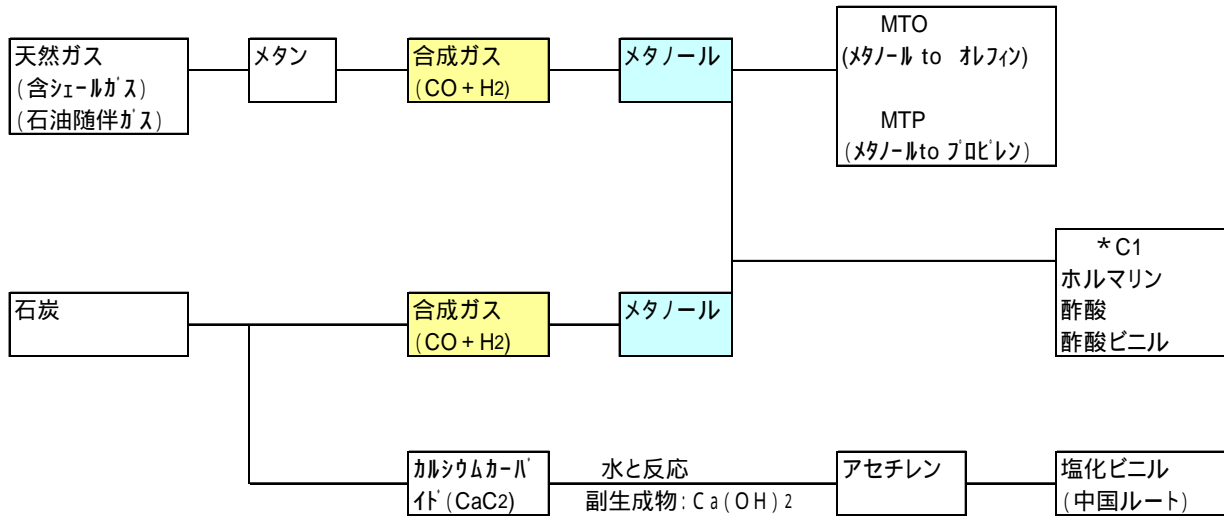 天然ガス
(含シェールガス)
(石油随伴ガス)
メタン
合成ガス
(CO + H2)
メタノール
MTO
(メタノール to オレフィン)
MTP
(メタノールto プロピレン)
*C1
ホルマリン
酢酸
酢酸ビニル
石炭
合成ガス
(CO + H2)
メタノール
カルシウムカーバ
イド(CaC2)
水と反応
副生成物:Ca(OH)2
アセチレン
塩化ビニル
(中国ルート)